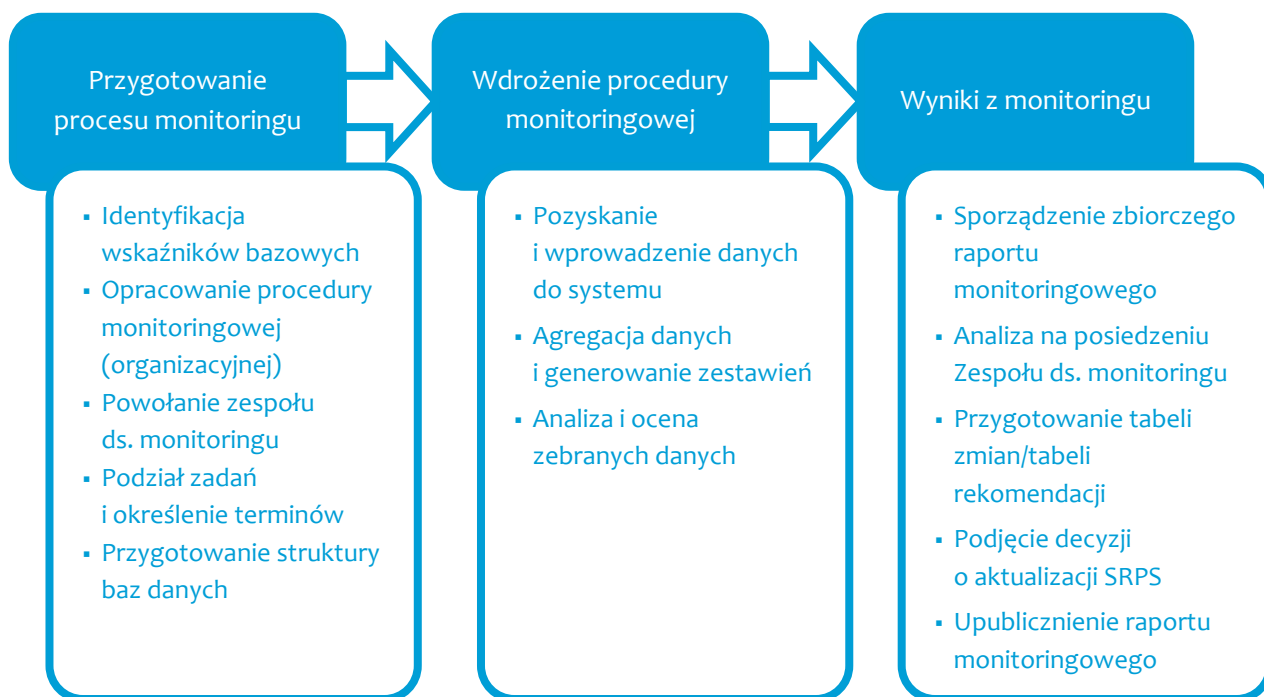 Przygotowanie
procesu monitoringu
▪ Identyfikacja
wskaźników bazowych
▪ Opracowanie procedury
monitoringowej
(organizacyjnej)
▪ Powołanie zespołu
ds. monitoringu
▪ Podział zadań
i określenie terminów
▪ Przygotowanie struktury
baz danych
Wdrożenie procedury
monitoringowej
▪ Pozyskanie
i wprowadzenie danych
do systemu
▪ Agregacja danych
i generowanie zestawień
▪ Analiza i ocena
zebranych danych
Wyniki z monitoringu
▪ Sporządzenie zbiorczego
raportu
monitoringowego
▪ Analiza na posiedzeniu
Zespołu ds. monitoringu
▪ Przygotowanie tabeli
zmian/tabeli
rekomendacji
▪ Podjęcie decyzji
o aktualizacji SRPS
▪ Upublicznienie raportu
monitoringowego